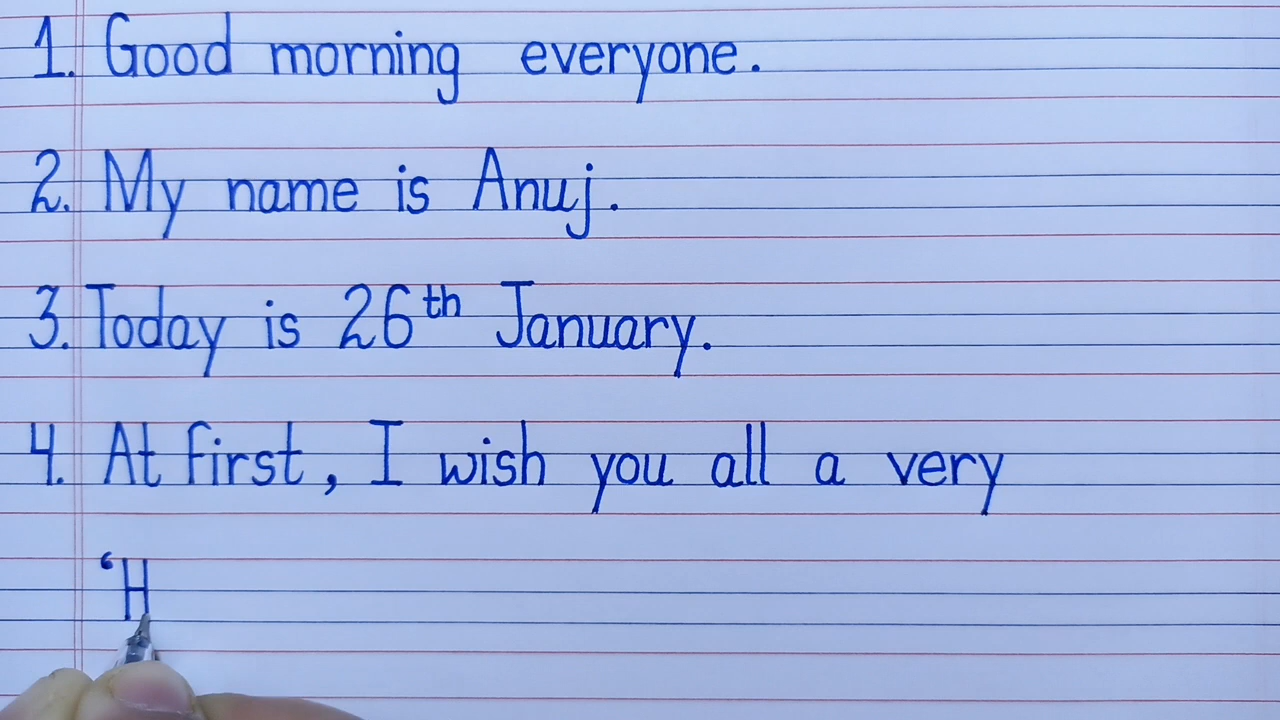 1. Good morning everyone.
2. My name is Anuj.
3. Today is 26th January.
4. At first, I wish you all a very
‘H